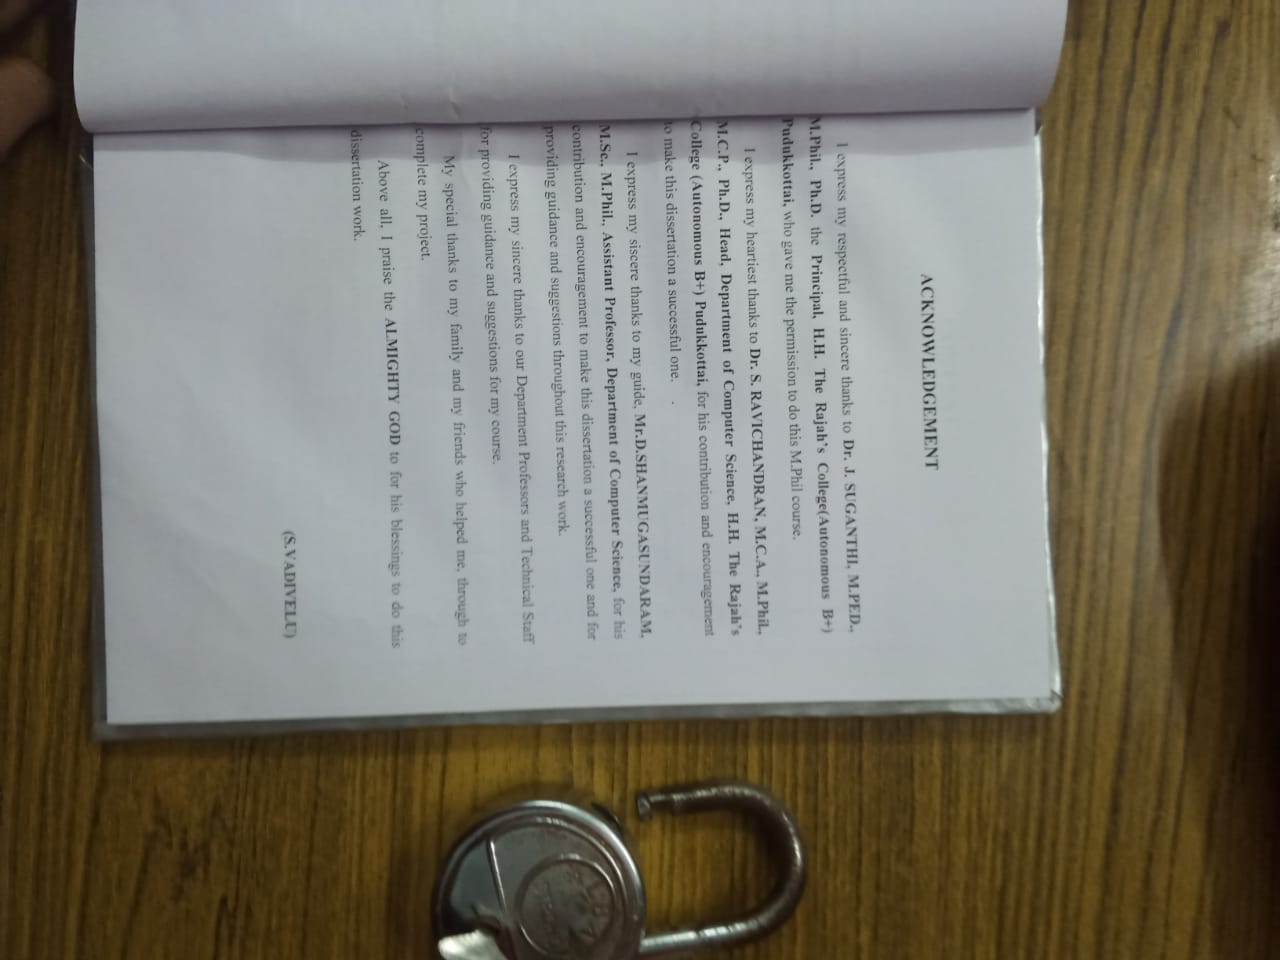 ACKNOWLEDGEMENT
I express my respectful and sincere thanks to Dr. J. SUGANTHI, M.PED.,
M.Phil., Ph.D. the Principal, H.H. The Rajah's College(Autonomous B+)
Pudukkottai, who gave me the permission to do this M.Phil course.
I express my heartiest thanks to Dr. S. RAVICHANDRAN, M.C.A., M.Phil.,
M.C.P., Ph.D., Head, Department of Computer Science, H.H. The Rajah's
College (Autonomous B+) Pudukkottai, for his contribution and encouragement
to make this dissertation a successful one.
I express my siscere thanks to my guide, Mr.D.SHANMUGASUNDARAM,
M.Sc., M.Phil., Assistant Professor, Department of Computer Science, for his
contribution and encouragement to make this dissertation a successful one and for
providing guidance and suggestions throughout this research work.
I express my sincere thanks to our Department Professors and Technical Staff
for providing guidance and suggestions for my course.
My special thanks to my family and my friends who helped me, through to
complete my project.
Above all, I praise the ALMIGHTY GOD to for his blessings to do this
dissertation work.
(S.VADIVELU)